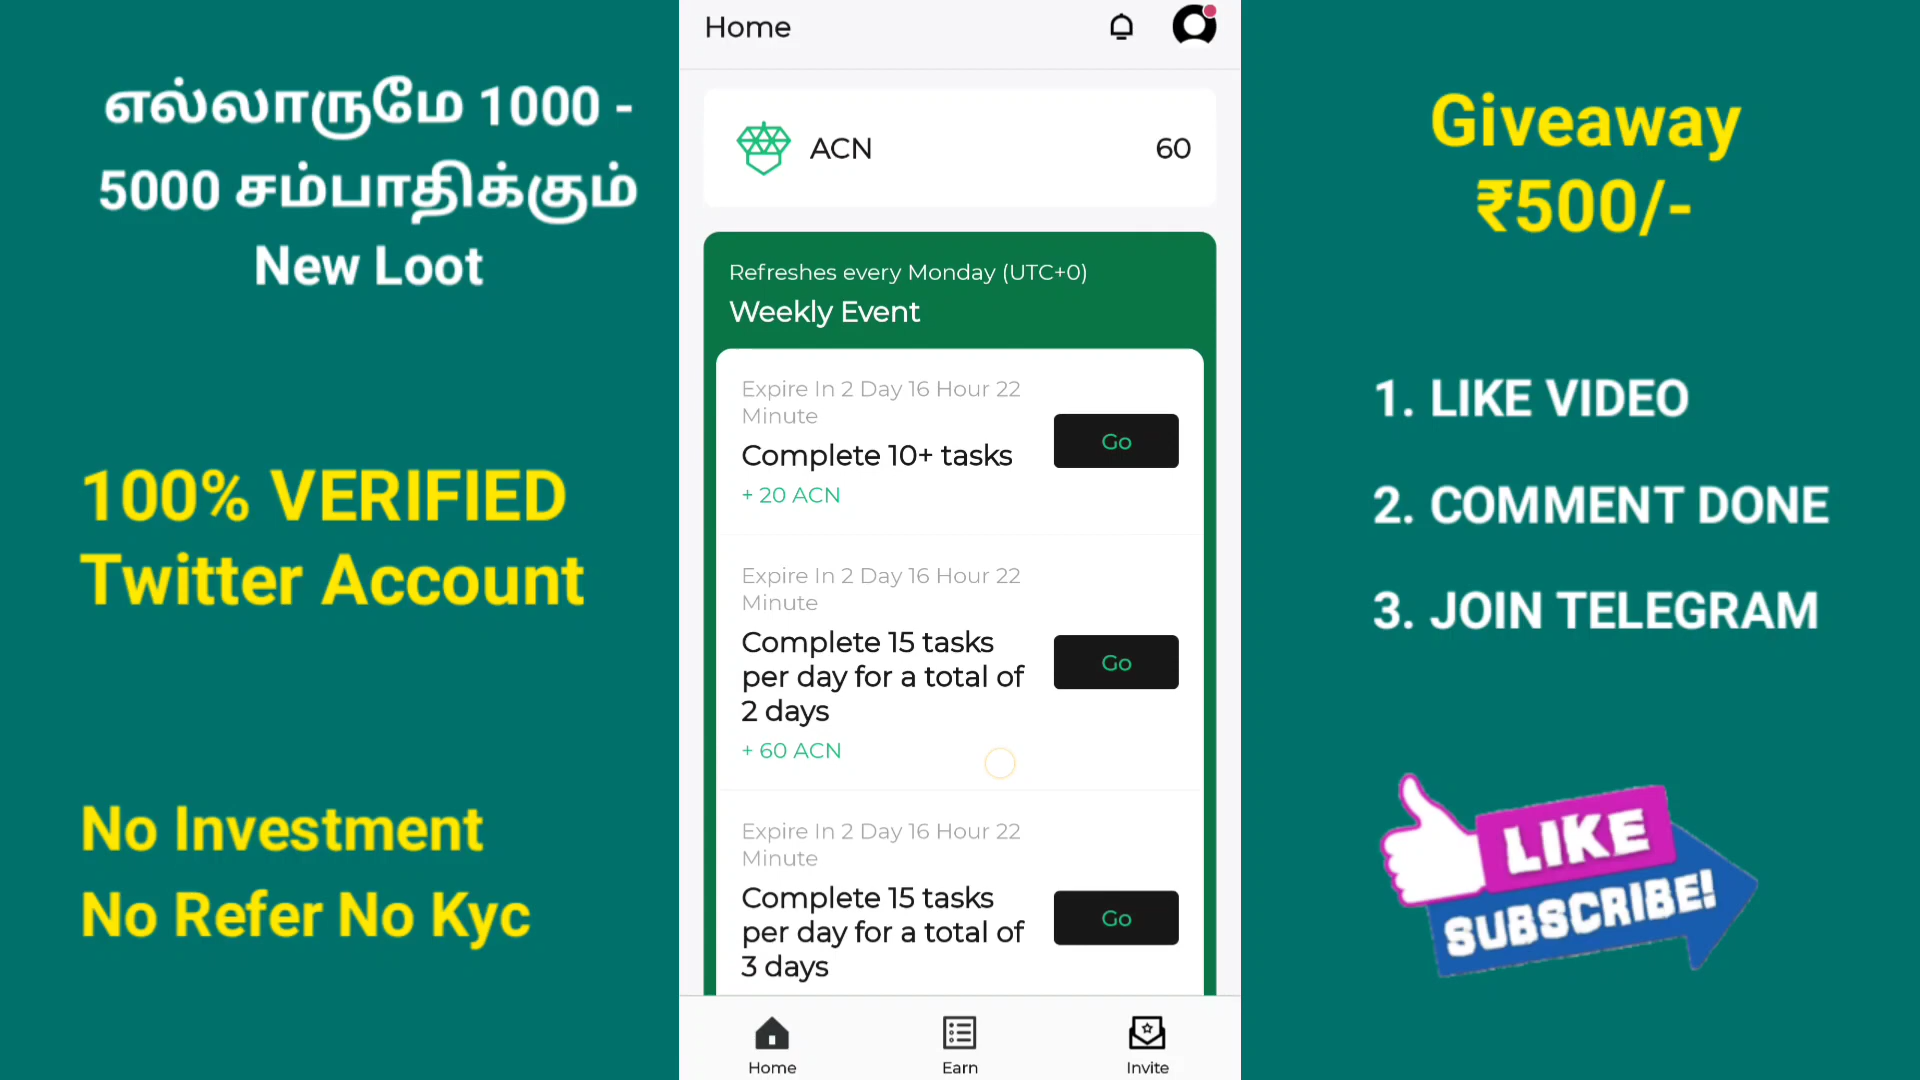 எல்லாருமே 1000 -
5000 சம்பாதிக்கும்
New Loot
100% VERIFIED
Twitter Account
No Investment
No Refer No Kyc
Home
ACN
60
Refreshes every Monday (UTC+0)
Weekly Event
Expire In 2 Day 16 Hour 22
Minute
Complete 10+ tasks
+ 20 ACN
Go
Expire In 2 Day 16 Hour 22
Minute
Complete 15 tasks
per day for a total of
2 days
+ 60 ACN
Go
Expire In 2 Day 16 Hour 22
Minute
Complete 15 tasks
per day for a total of
3 days
Go
Home
Earn
Invite
Giveaway
₹500/-
1. LIKE VIDEO
2. COMMENT DONE
3. JOIN TELEGRAM
LIKE
SUBSCRIBE!